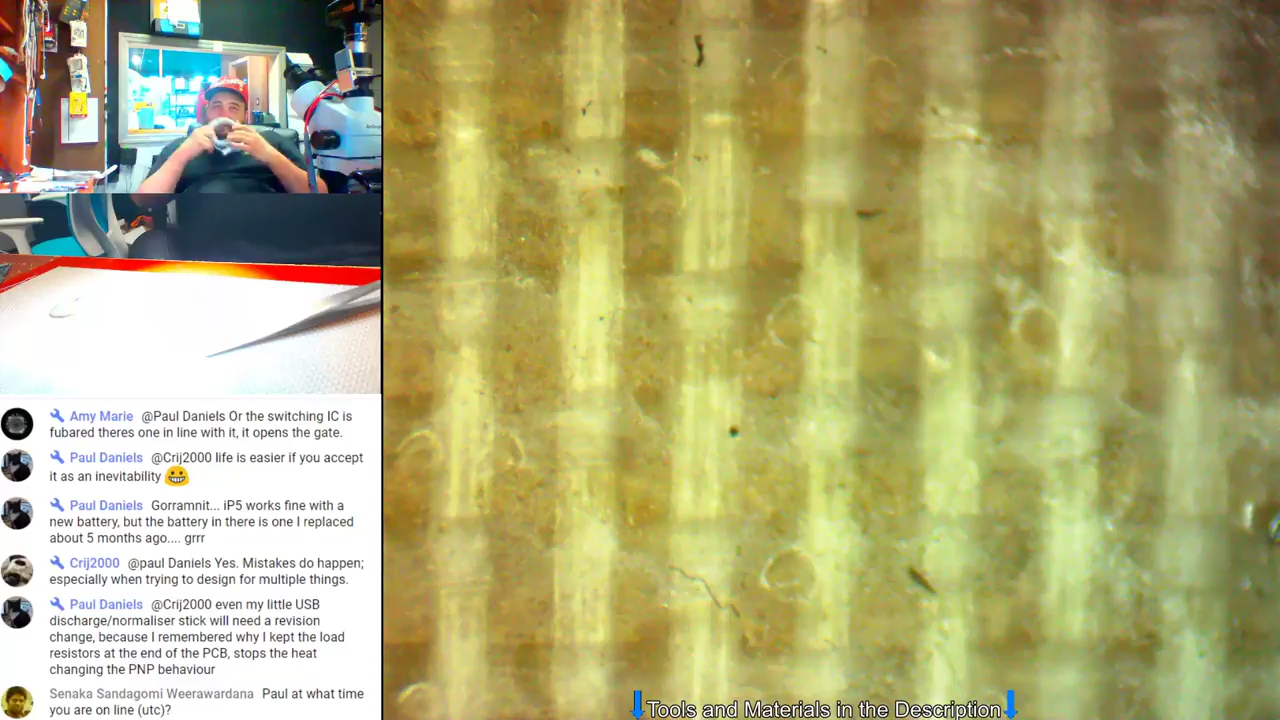 Amy Marie @Paul Daniels Or the switching IC is
fubared theres one in line with it, it opens the gate.
Paul Daniels @Crij2000 life is easier if you accept
it as an inevitability
Paul Daniels Gorramnit... iP5 works fine with a
new battery, but the battery in there is one I replaced
about 5 months ago.... grrr
Crij2000 @paul Daniels Yes. Mistakes do happen;
especially when trying to design for multiple things.
Paul Daniels @Crij2000 even my little USB
discharge/normaliser stick will need a revision
change, because I remembered why I kept the load
resistors at the end of the PCB, stops the heat
changing the PNP behaviour
Senaka Sandagomi Weerawardana Paul at what time
you are on line (utc)?
Tools and Materials in the Description